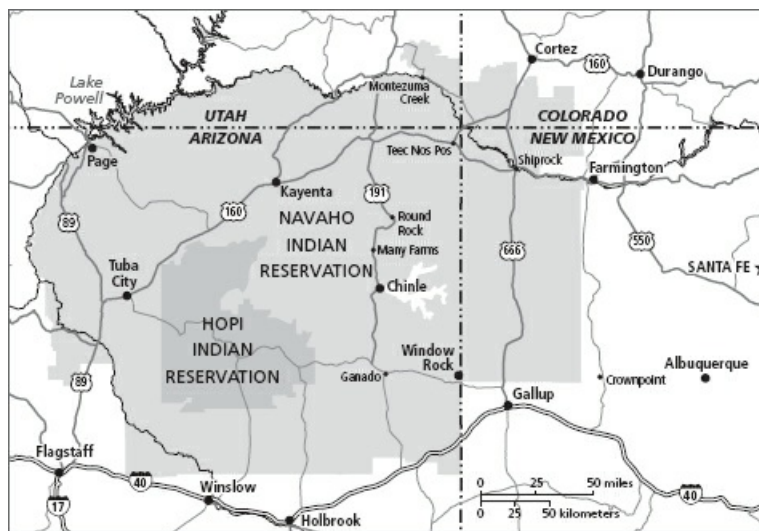 Cortez
160
Durango
Lake
Powell
Montezuma
Creek
UTAH
ARIZONA
COLORADO
NEW MEXICO
Page
Teec Nos Pos
Shiprock
Farmington
Kayenta
191
89
160
NAVAHO
INDIAN
RESERVATION
Round
Rock
666
550
Many Farms
Tuba
City
SANTA FE
Chinle
HOPI
INDIAN
RESERVATION
Window
Rock
89
Ganado
Crownpoint
Albuquerque
Gallup
Flagstaff
40
17
Winslow
Holbrook
0 25 50 miles
0 25 50 kilometers
40